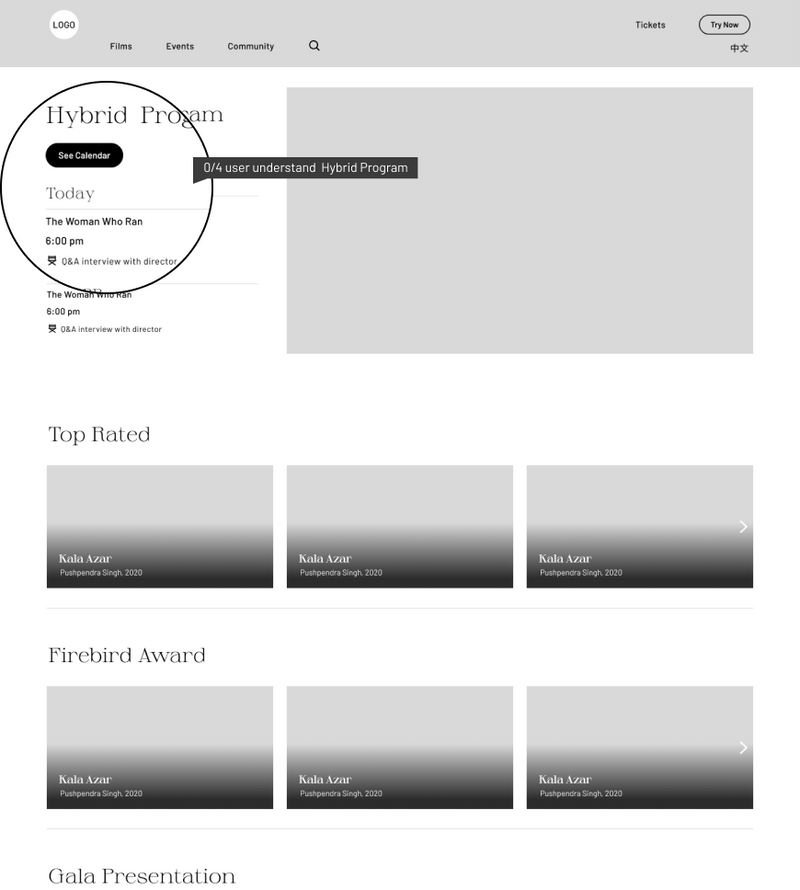 LOGO
Tickets
Try Now
Films
Events
Community
中文
Hybrid Progam
See Calendar
0/4 user understand Hybrid Program
Today
The Woman Who Ran
6:00 pm
Q&A interview with director
The Woman Who Ran
6:00 pm
Q&A interview with director
Top Rated
Kala Azar
Pushpendra Singh, 2020
Kala Azar
Pushpendra Singh, 2020
Kala Azar
Pushpendra Singh, 2020
Firebird Award
Kala Azar
Pushpendra Singh, 2020
Kala Azar
Pushpendra Singh, 2020
Kala Azar
Pushpendra Singh, 2020
Gala Presentation